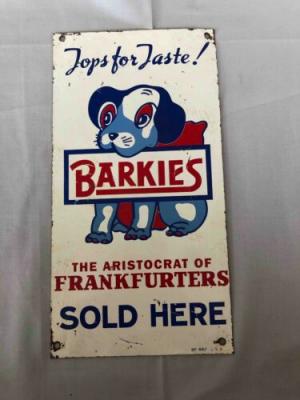 Tops for Taste!
BARKIES
THE ARISTOCRAT OF
FRANKFURTERS
SOLD HERE